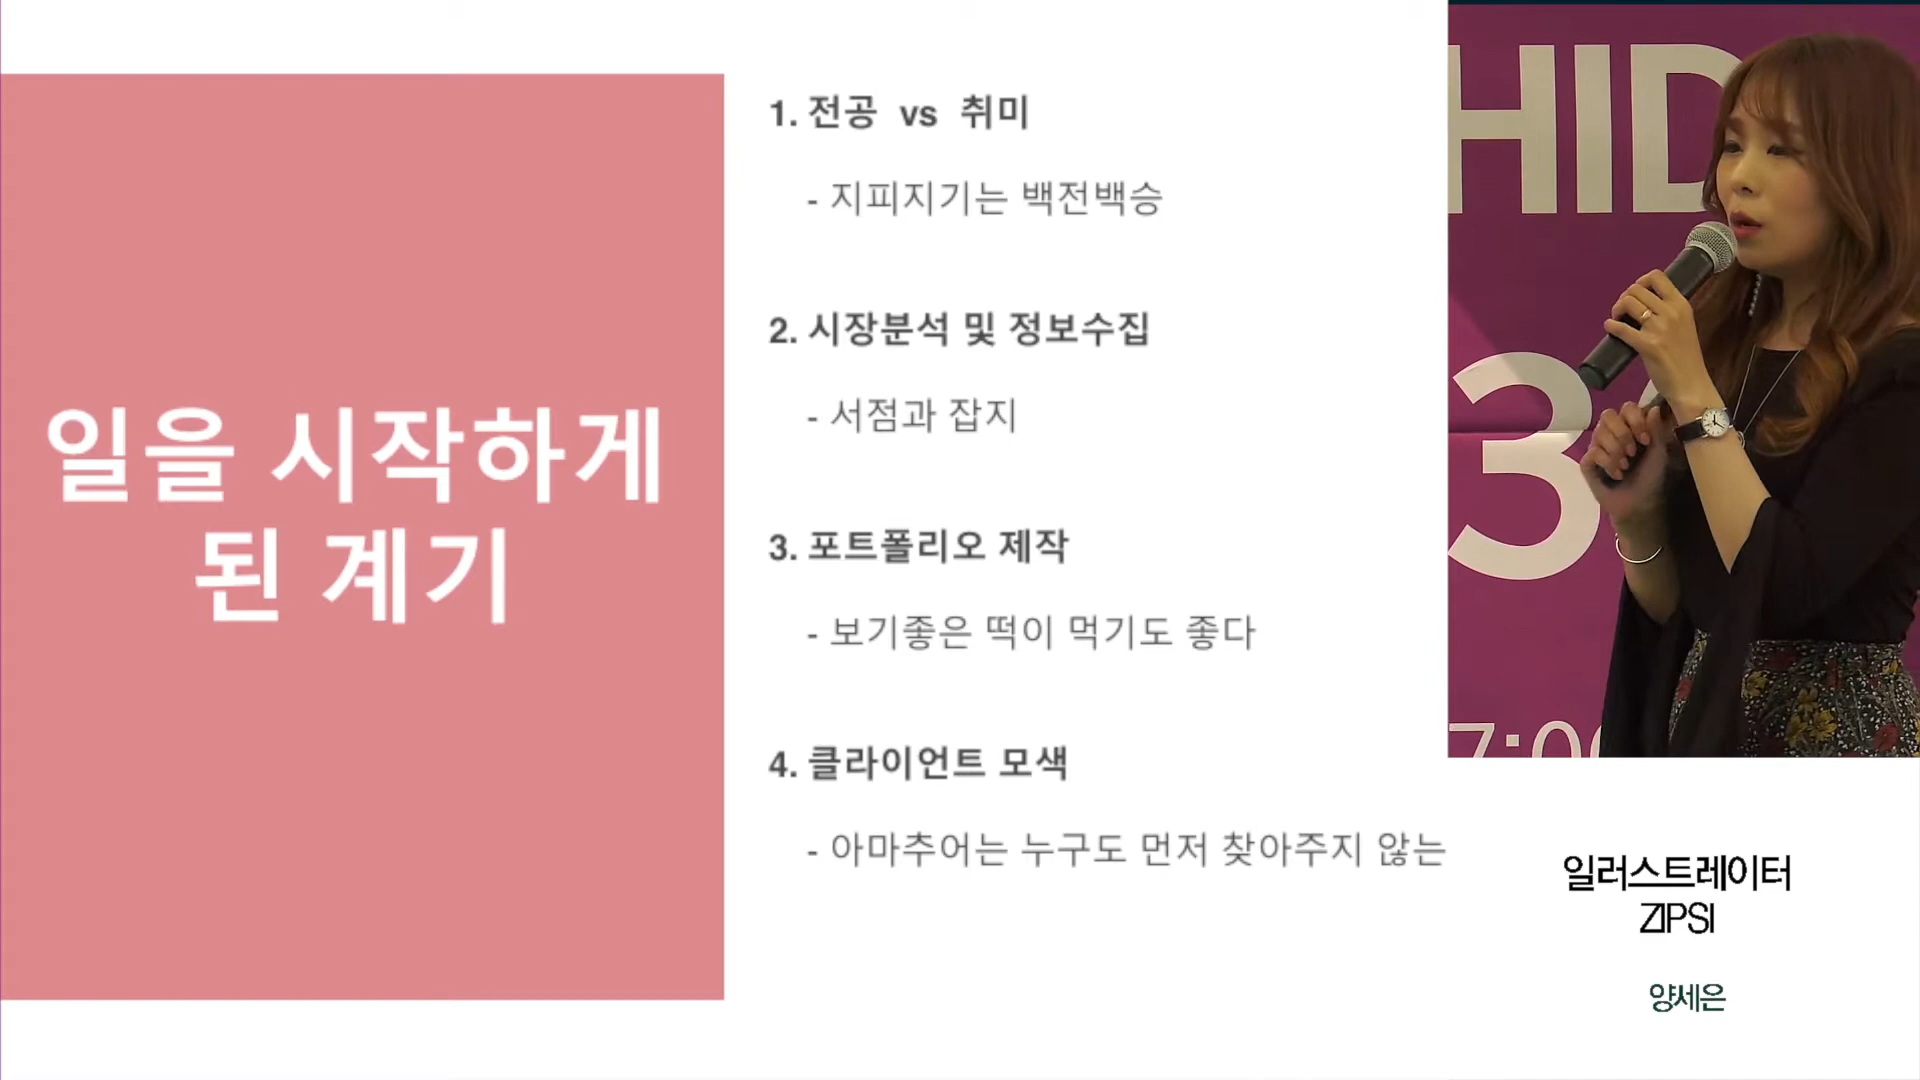 일을 시작하게
된 계기
1. 전공 vs 취미
- 지피지기는 백전백승
2. 시장분석 및 정보수집
- 서점과 잡지
3. 포트폴리오 제작
- 보기좋은 떡이 먹기도 좋다
4. 클라이언트 모색
- 아마추어는 누구도 먼저 찾아주지 않는
HID
3
7:00
일러스트레이터
ZIPSI
양세은